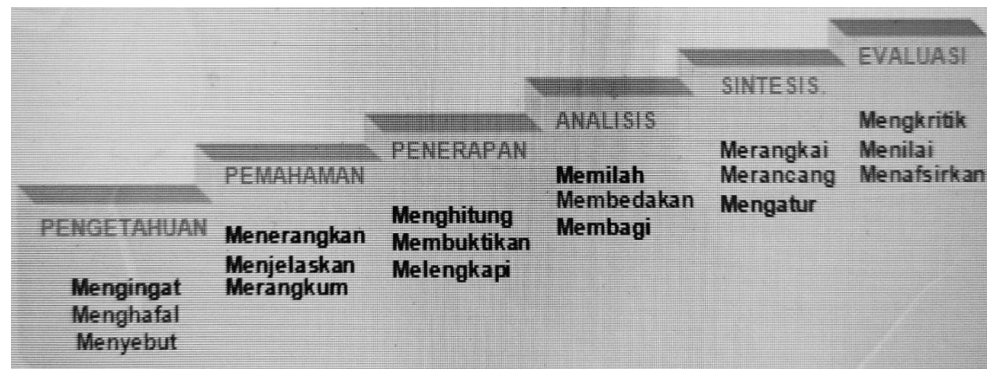 PENGETAHUAN
Mengingat
Menghafal
Menyebut
PEMAHAMAN
Menerangkan
Menjelaskan
Merangkum
PENERAPAN
Menghitung
Membuktikan
Melengkapi
ANALISIS
Memilah
Membedakan
Membagi
SINTESIS.
Merangkai
Merancang
Mengatur
EVALUASI
Mengkritik
Menilai
Menafsirkan